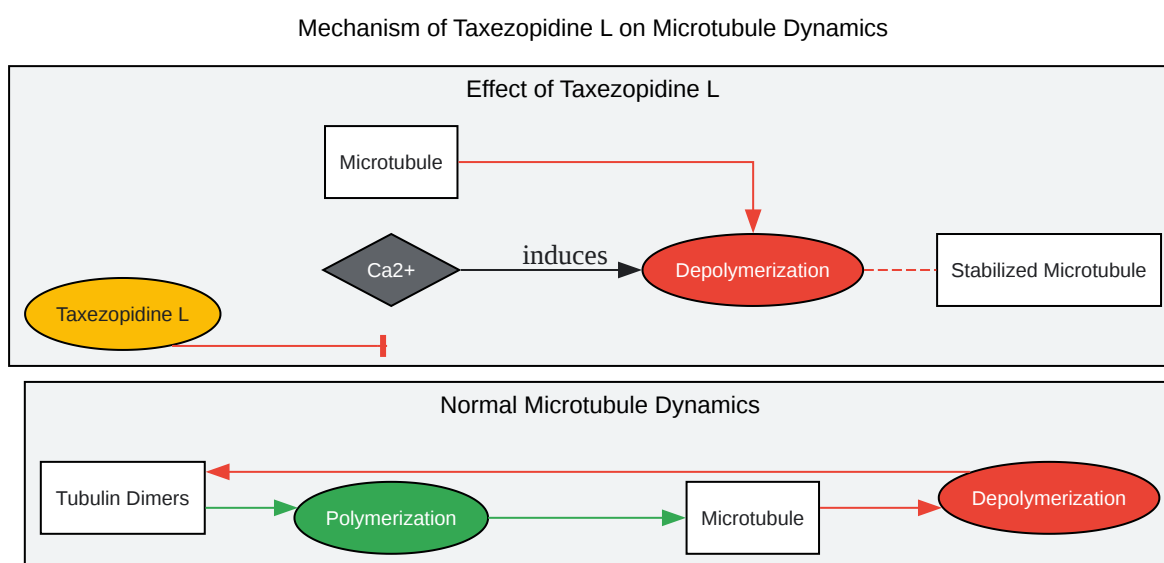 Mechanism of Taxezopidine L on Microtubule Dynamics
Effect of Taxezopidine L
Microtubule
induces
Ca2+
Depolymerization
Stabilized Microtubule
Taxezopidine L
Normal Microtubule Dynamics
Tubulin Dimers
Polymerization
Microtubule
Depolymerization